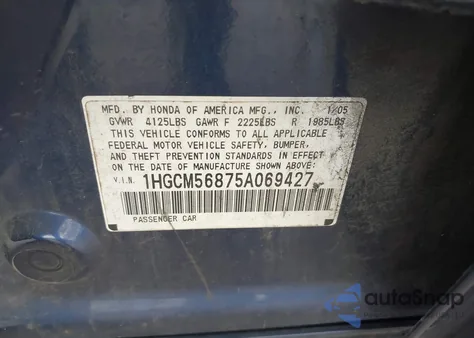 MFD. BY HONDA OF AMERICA MFG., INC. 1/05
GVWR 4125LBS GAWR F 2225LBS R 1985LBS
THIS VEHICLE CONFORMS TO ALL APPLICABLE
FEDERAL MOTOR VEHICLE SAFETY, BUMPER,
AND THEFT PREVENTION STANDARDS IN EFFECT
ON THE DATE OF MANUFACTURE SHOWN ABOVE.
V.I.N. 1HGCM56875A069427
PASSENGER CAR
autoSnap